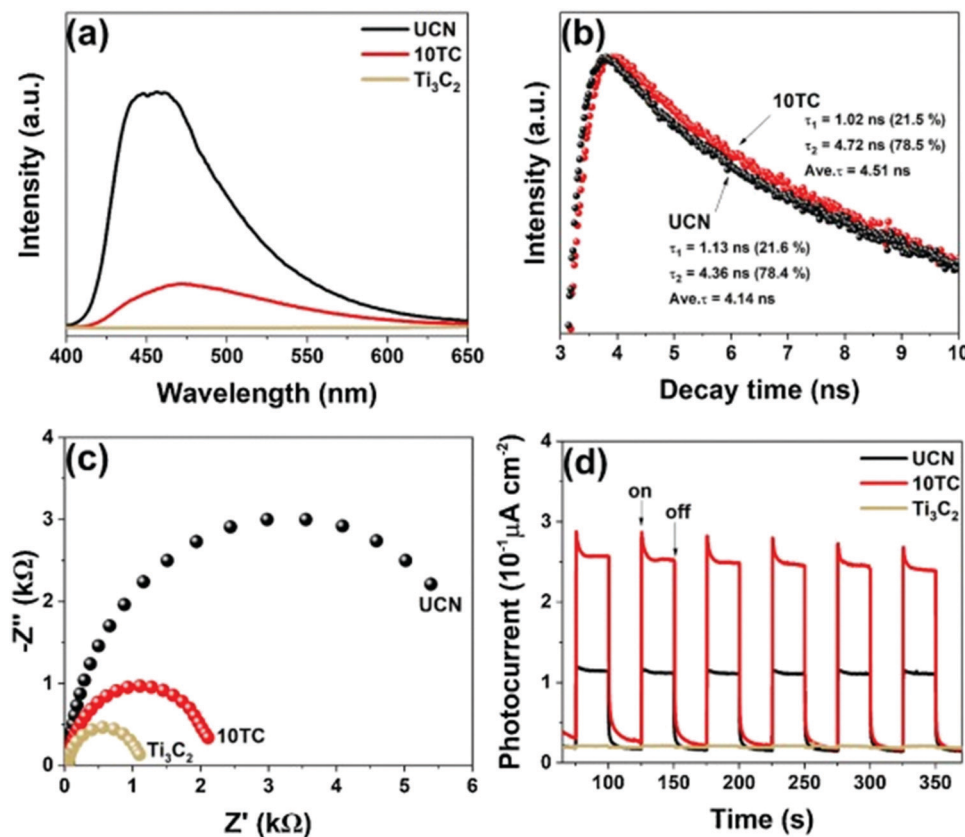 (a)
UCN
10TC
Ti₃C₂
Intensity (a.u.)
400 450 500 550 600 650
Wavelength (nm)
(b)
10TC
τ₁ = 1.02 ns (21.5 %)
τ₂ = 4.72 ns (78.5 %)
Ave.τ = 4.51 ns
UCN
τ₁ = 1.13 ns (21.6 %)
τ₂ = 4.36 ns (78.4 %)
Ave.τ = 4.14 ns
Intensity (a.u.)
3 4 5 6 7 8 9 10
Decay time (ns)
(c)
4
3
2
1
0
-Z'' (kΩ)
UCN
10TC
Ti₃C₂
0 1 2 3 4 5 6
Z' (kΩ)
(d)
UCN
10TC
Ti₃C₂
on
off
4
3
2
1
0
Photocurrent (10⁻¹μA cm⁻²)
100 150 200 250 300 350
Time (s)